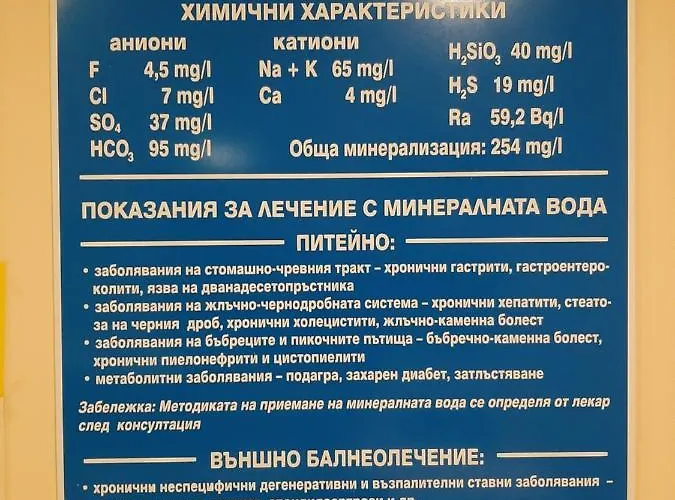 ХИМИЧНИ ХАРАКТЕРИСТИКИ
аниони катиони
F 4,5 mg/l Na + K 65 mg/l H₂SiO₃ 40 mg/l
Cl 7 mg/l Ca 4 mg/l H₂S 19 mg/l
SO₄ 37 mg/l Ra 59,2 Bq/l
HCO₃ 95 mg/l Обща минерализация: 254 mg/l
ПОКАЗАНИЯ ЗА ЛЕЧЕНИЕ С МИНЕРАЛНАТА ВОДА
ПИТЕЙНО:
• заболявания на стомашно-чревния тракт – хронични гастрити, гастроентеро-
колити, язва на дванадесетопръстника
• заболявания на жлъчно-чернодробната система – хронични хепатити, стеато-
за на черния дроб, хронични холецистити, жлъчно-каменна болест
• заболявания на бъбреците и пикочните пътища – бъбречно-каменна болест,
хронични пиелонефрити и цистопиелити
• метаболитни заболявания – подагра, захарен диабет, затлъстяване
Забележка: Методиката на приемане на минералната вода се определя от лекар
след консултация
ВЪНШНО БАЛНЕОЛЕЧЕНИЕ:
• хронични неспецифични дегенеративни и възпалителни ставни заболявания –